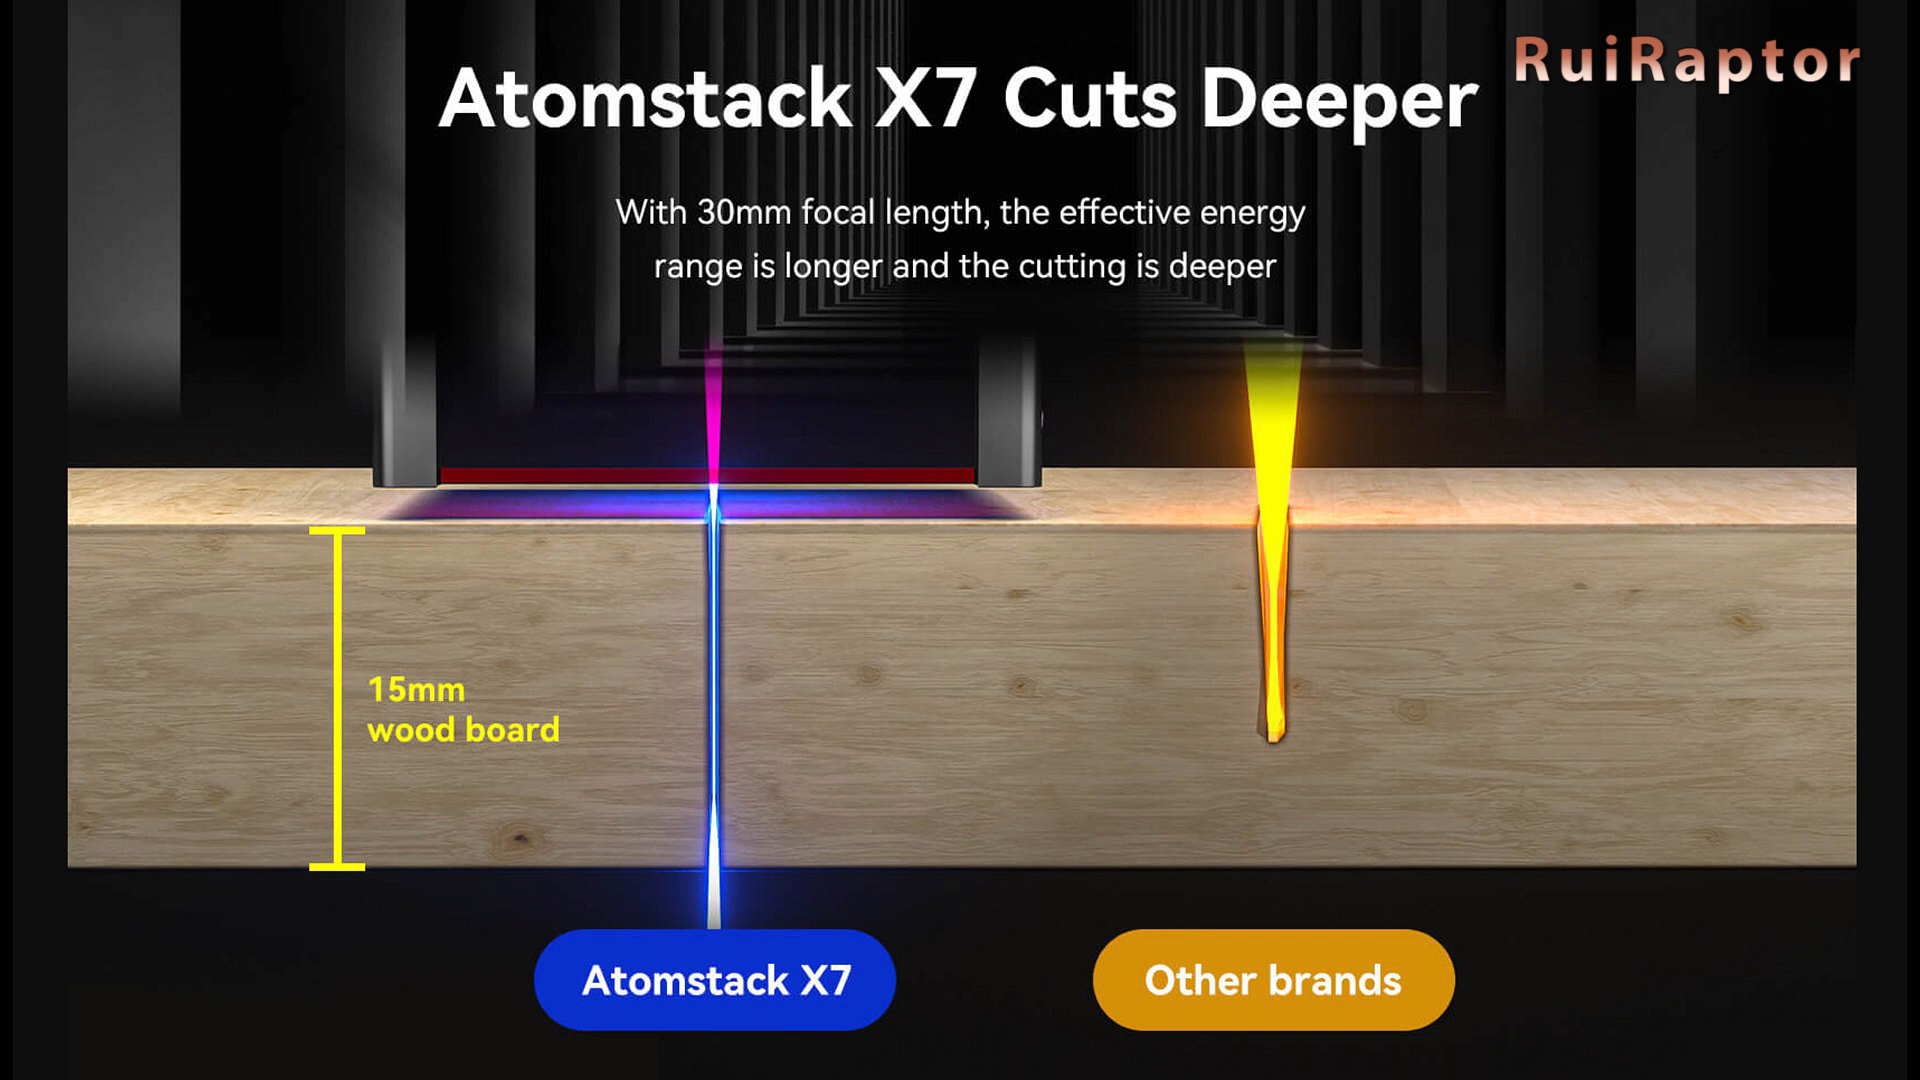 RuiRaptor
Atomstack X7 Cuts Deeper
With 30mm focal length, the effective energy
range is longer and the cutting is deeper
15mm
wood board
Atomstack X7
Other brands